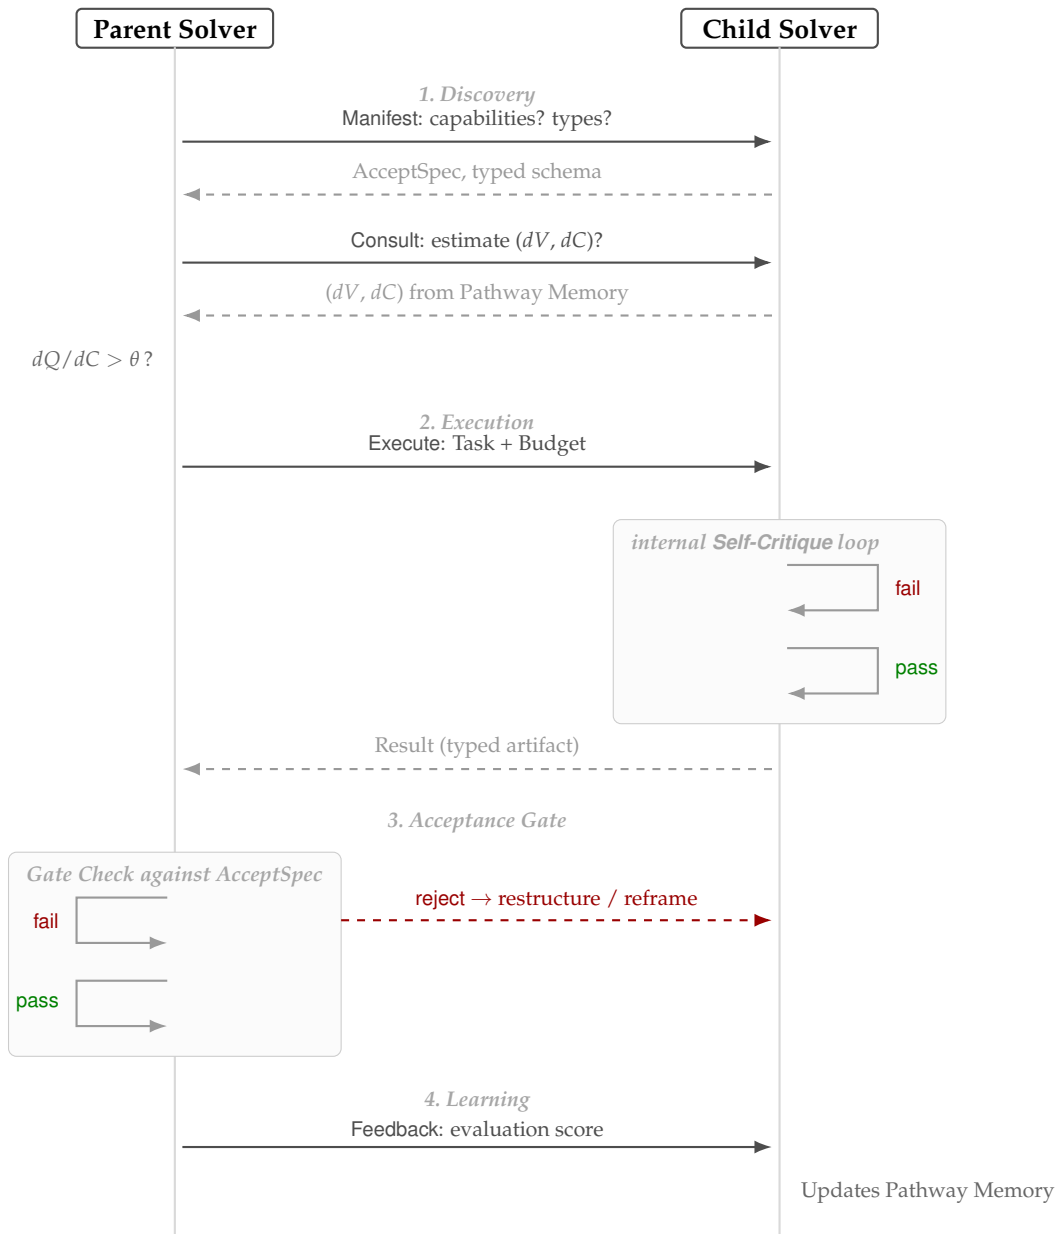 Parent Solver
Child Solver
1. Discovery
Manifest: capabilities? types?
AcceptSpec, typed schema
Consult: estimate (dV, dC)?
(dV, dC) from Pathway Memory
dQ/dC > θ ?
2. Execution
Execute: Task + Budget
internal Self-Critique loop
fail
pass
Result (typed artifact)
3. Acceptance Gate
Gate Check against AcceptSpec
reject → restructure / reframe
fail
pass
4. Learning
Feedback: evaluation score
Updates Pathway Memory